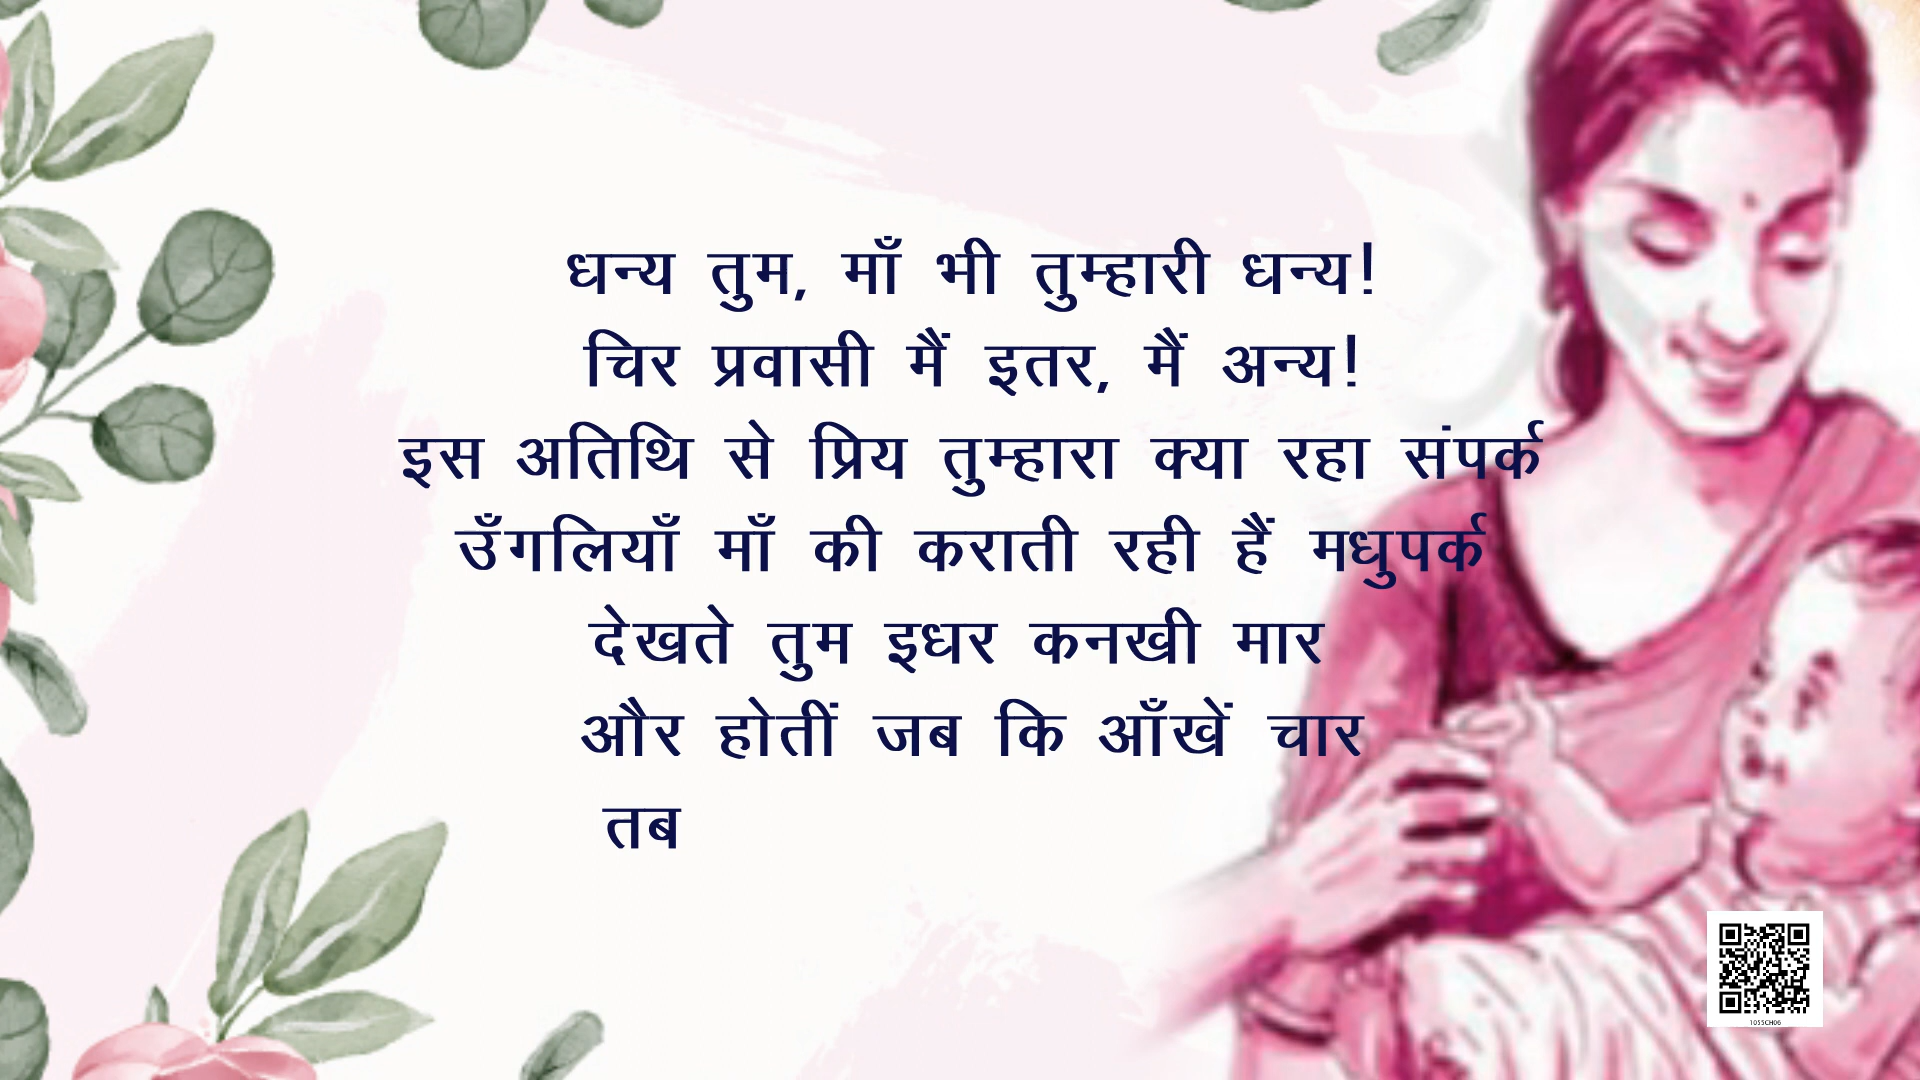 धन्य तुम, माँ भी तुम्हारी धन्य!
चिर प्रवासी मैं इतर, मैं अन्य!
इस अतिथि से प्रिय तुम्हारा क्या रहा संपर्क
उँगलियाँ माँ की कराती रही हैं मधुपर्क
देखते तुम इधर कनखी मार
और होतीं जब कि आँखें चार
तब
1055CH06